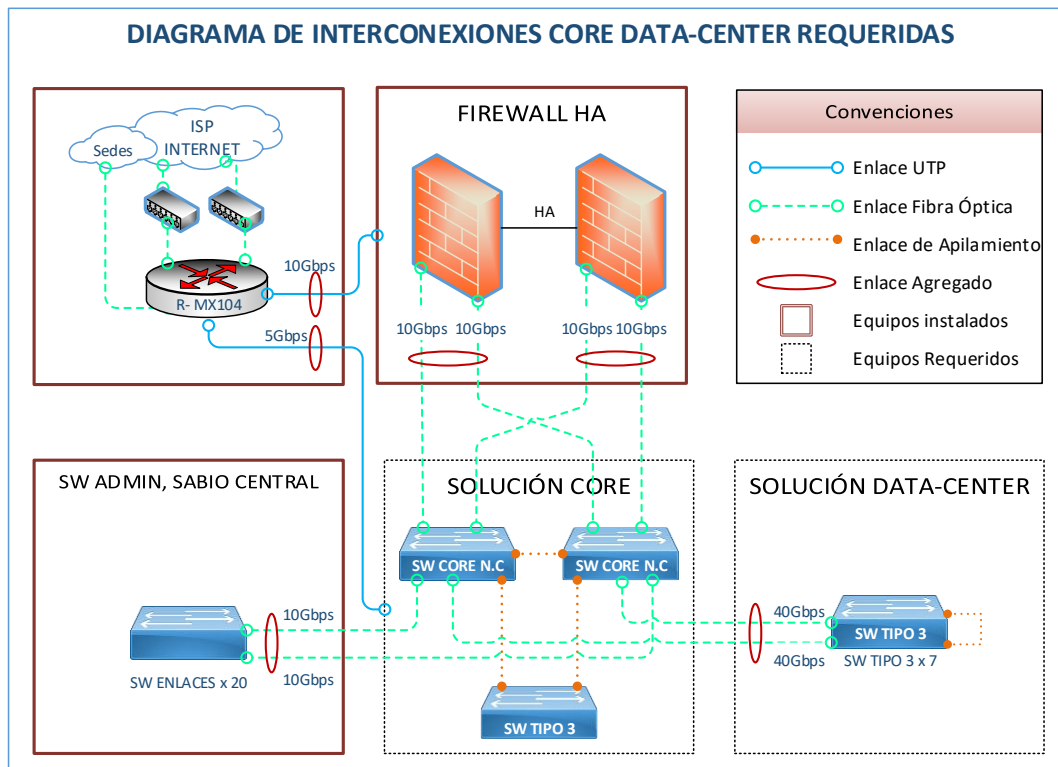 DIAGRAMA DE INTERCONEXIONES CORE DATA-CENTER REQUERIDAS
ISP
INTERNET
Sedes
R- MX104
10Gbps
5Gbps
FIREWALL HA
HA
10Gbps
10Gbps
10Gbps
10Gbps
Convenciones
Enlace UTP
Enlace Fibra Óptica
Enlace de Apilamiento
Enlace Agregado
Equipos instalados
Equipos Requeridos
SW ADMIN, SABIO CENTRAL
10Gbps
10Gbps
SW ENLACES x 20
SOLUCIÓN CORE
SW CORE N.C
SW CORE N.C
SW TIPO 3
SOLUCIÓN DATA-CENTER
40Gbps
40Gbps
SW TIPO 3
SW TIPO 3 x 7